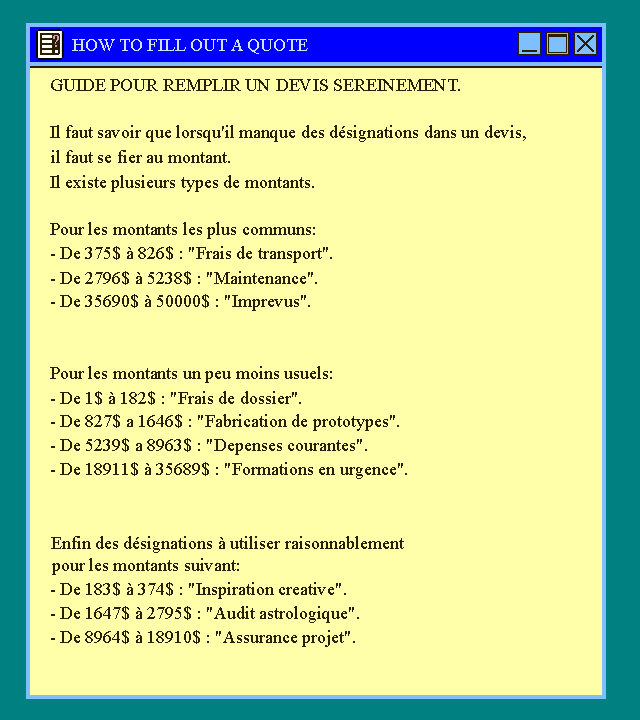 HOW TO FILL OUT A QUOTE
GUIDE POUR REMPLIR UN DEVIS SEREINEMENT.
Il faut savoir que lorsqu'il manque des désignations dans un devis,
il faut se fier au montant.
Il existe plusieurs types de montants.
Pour les montants les plus communs:
- De 375$ à 826$ : "Frais de transport".
- De 2796$ à 5238$ : "Maintenance".
- De 35690$ à 50000$ : "Imprevus".
Pour les montants un peu moins usuels:
- De 1$ à 182$ : "Frais de dossier".
- De 827$ a 1646$ : "Fabrication de prototypes".
- De 5239$ a 8963$ : "Depenses courantes".
- De 18911$ à 35689$ : "Formations en urgence".
Enfin des désignations à utiliser raisonnablement
pour les montants suivant:
- De 183$ à 374$ : "Inspiration creative".
- De 1647$ à 2795$ : "Audit astrologique".
- De 8964$ à 18910$ : "Assurance projet".